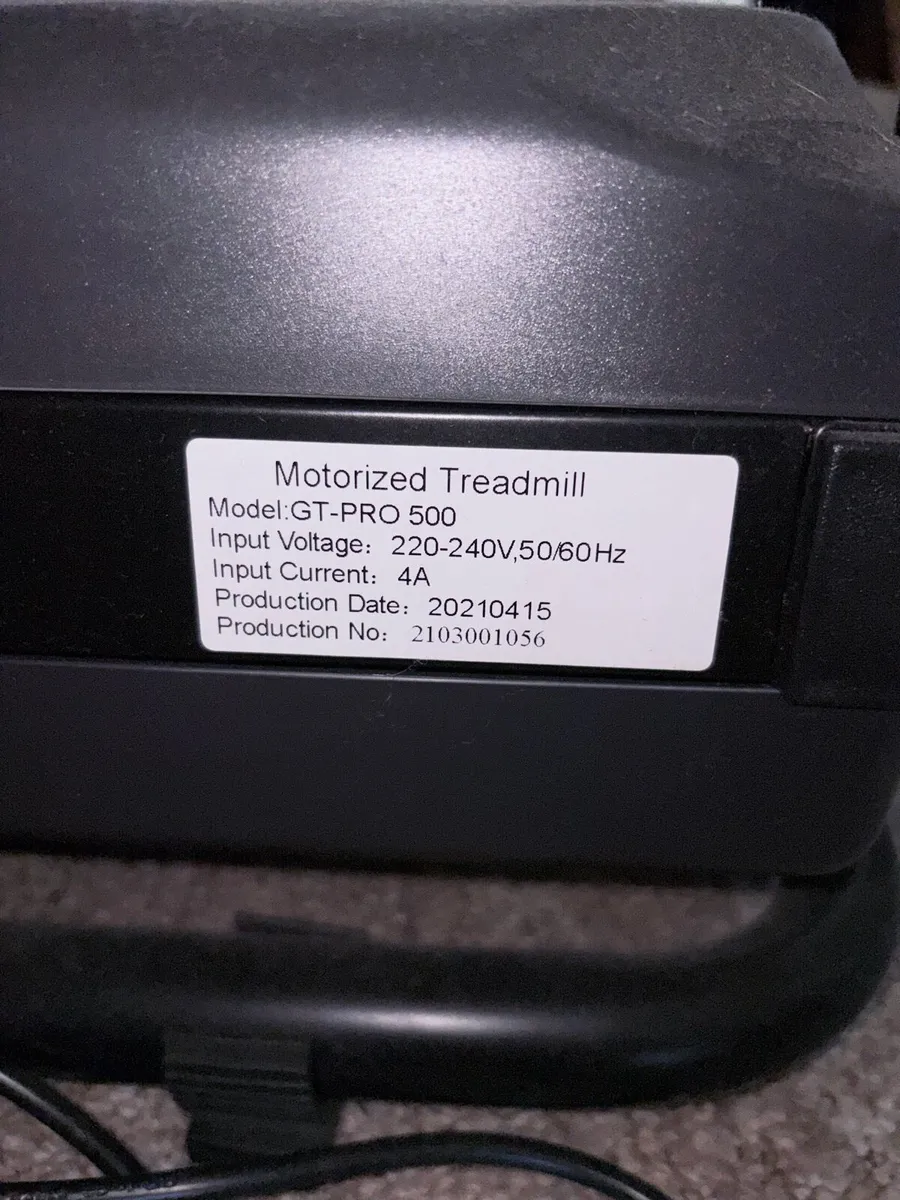 Motorized Treadmill
Model:GT-PRO 500
Input Voltage: 220-240V,50/60Hz
Input Current: 4A
Production Date: 20210415
Production No: 2103001056